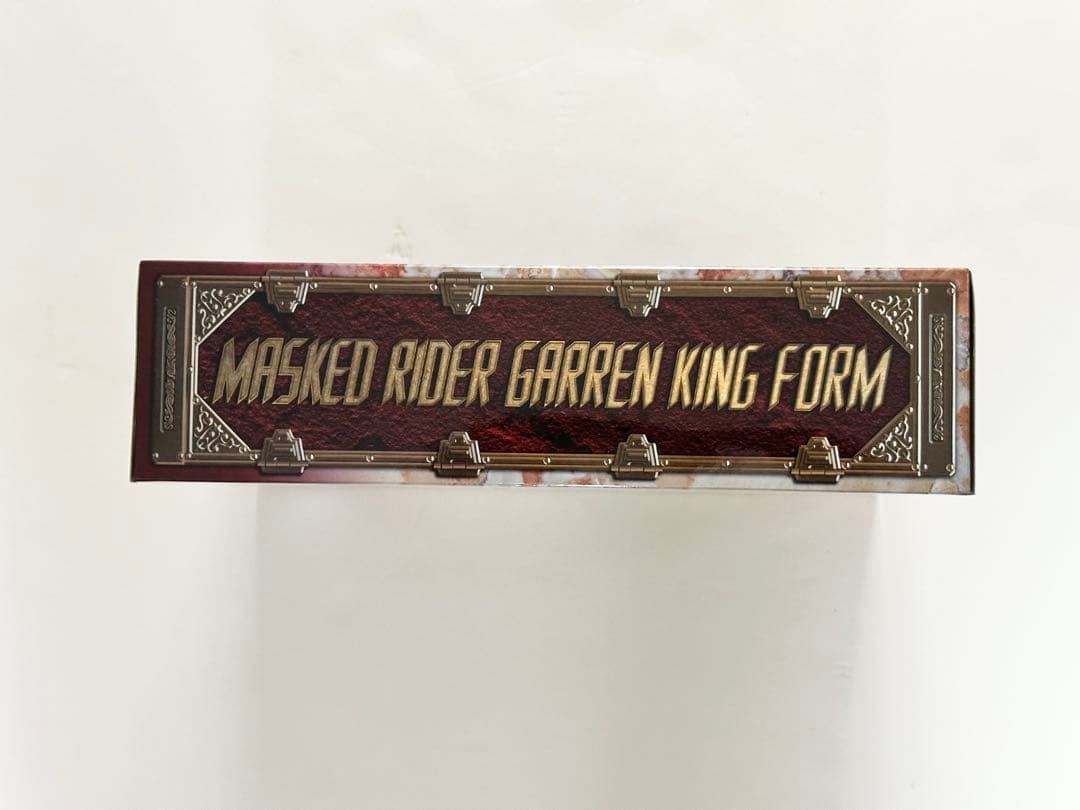 MASKED RIDER GARREN KING FORM